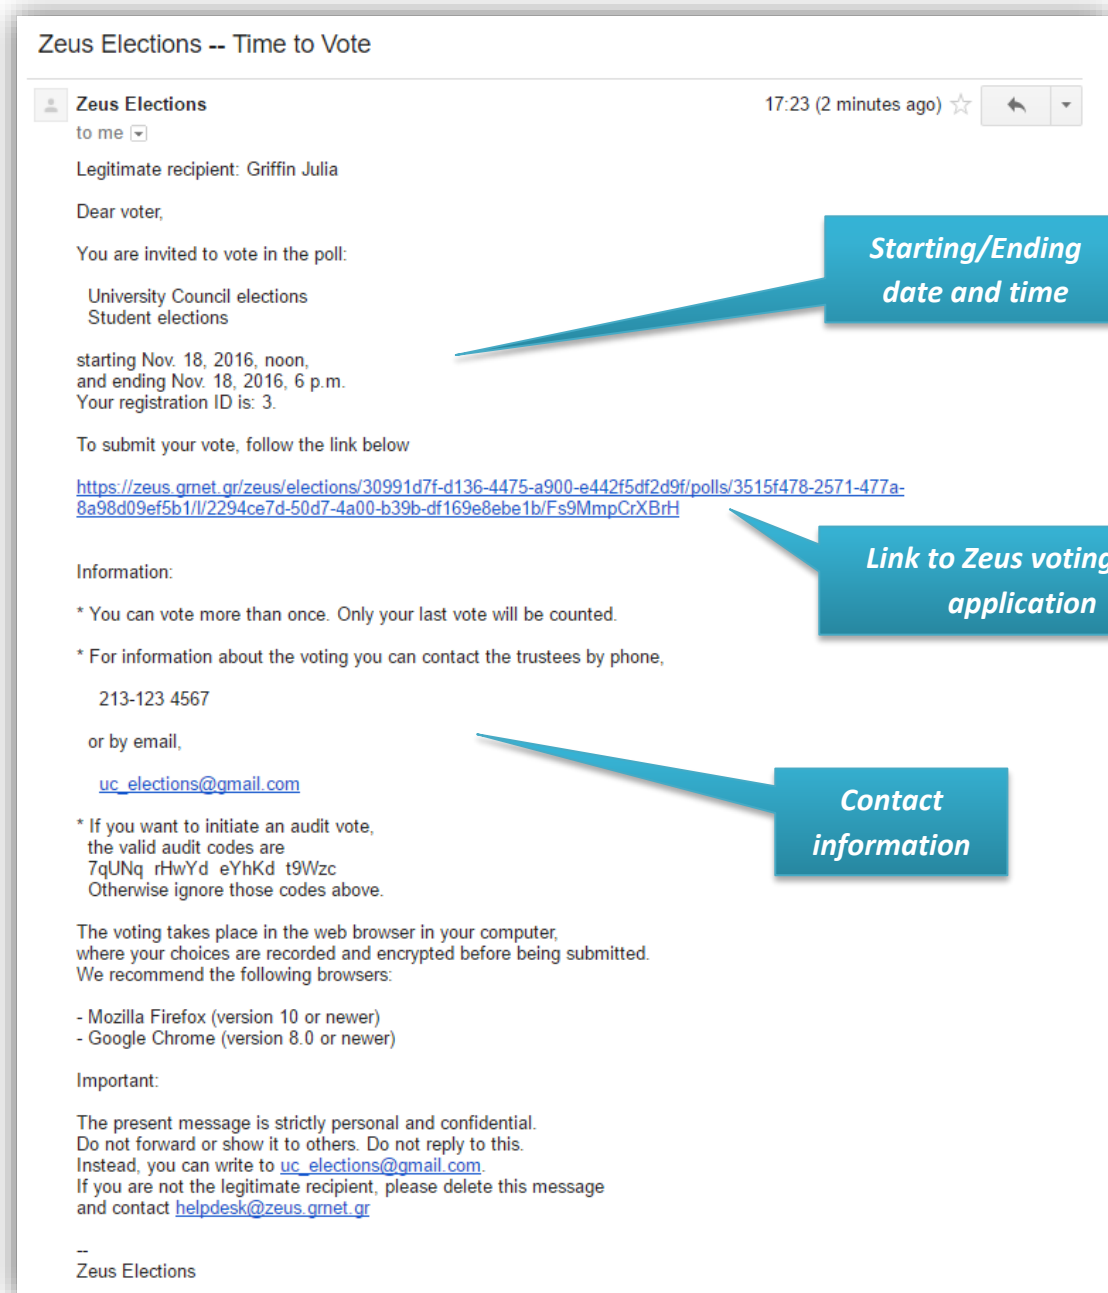 Zeus Elections -- Time to Vote
Zeus Elections
17:23 (2 minutes ago)
to me
Legitimate recipient: Griffin Julia
Dear voter,
You are invited to vote in the poll:
University Council elections
Student elections
Starting/Ending
date and time
starting Nov. 18, 2016, noon,
and ending Nov. 18, 2016, 6 p.m.
Your registration ID is: 3.
To submit your vote, follow the link below
https://zeus.grnet.gr/zeus/elections/30991d7f-d136-4475-a900-e442f5df2d9f/polls/3515f478-2571-477a-
8a98d09ef5b1/l/2294ce7d-50d7-4a00-b39b-df169e8ebe1b/Fs9MmpCrXBrH
Link to Zeus voting
application
Information:
* You can vote more than once. Only your last vote will be counted.
* For information about the voting you can contact the trustees by phone,
213-123 4567
or by email,
uc_elections@gmail.com
Contact
information
* If you want to initiate an audit vote,
the valid audit codes are
7qUNq rHwYd eYhKd t9Wzc
Otherwise ignore those codes above.
The voting takes place in the web browser in your computer,
where your choices are recorded and encrypted before being submitted.
We recommend the following browsers:
- Mozilla Firefox (version 10 or newer)
- Google Chrome (version 8.0 or newer)
Important:
The present message is strictly personal and confidential.
Do not forward or show it to others. Do not reply to this.
Instead, you can write to uc_elections@gmail.com.
If you are not the legitimate recipient, please delete this message
and contact helpdesk@zeus.grnet.gr
--
Zeus Elections